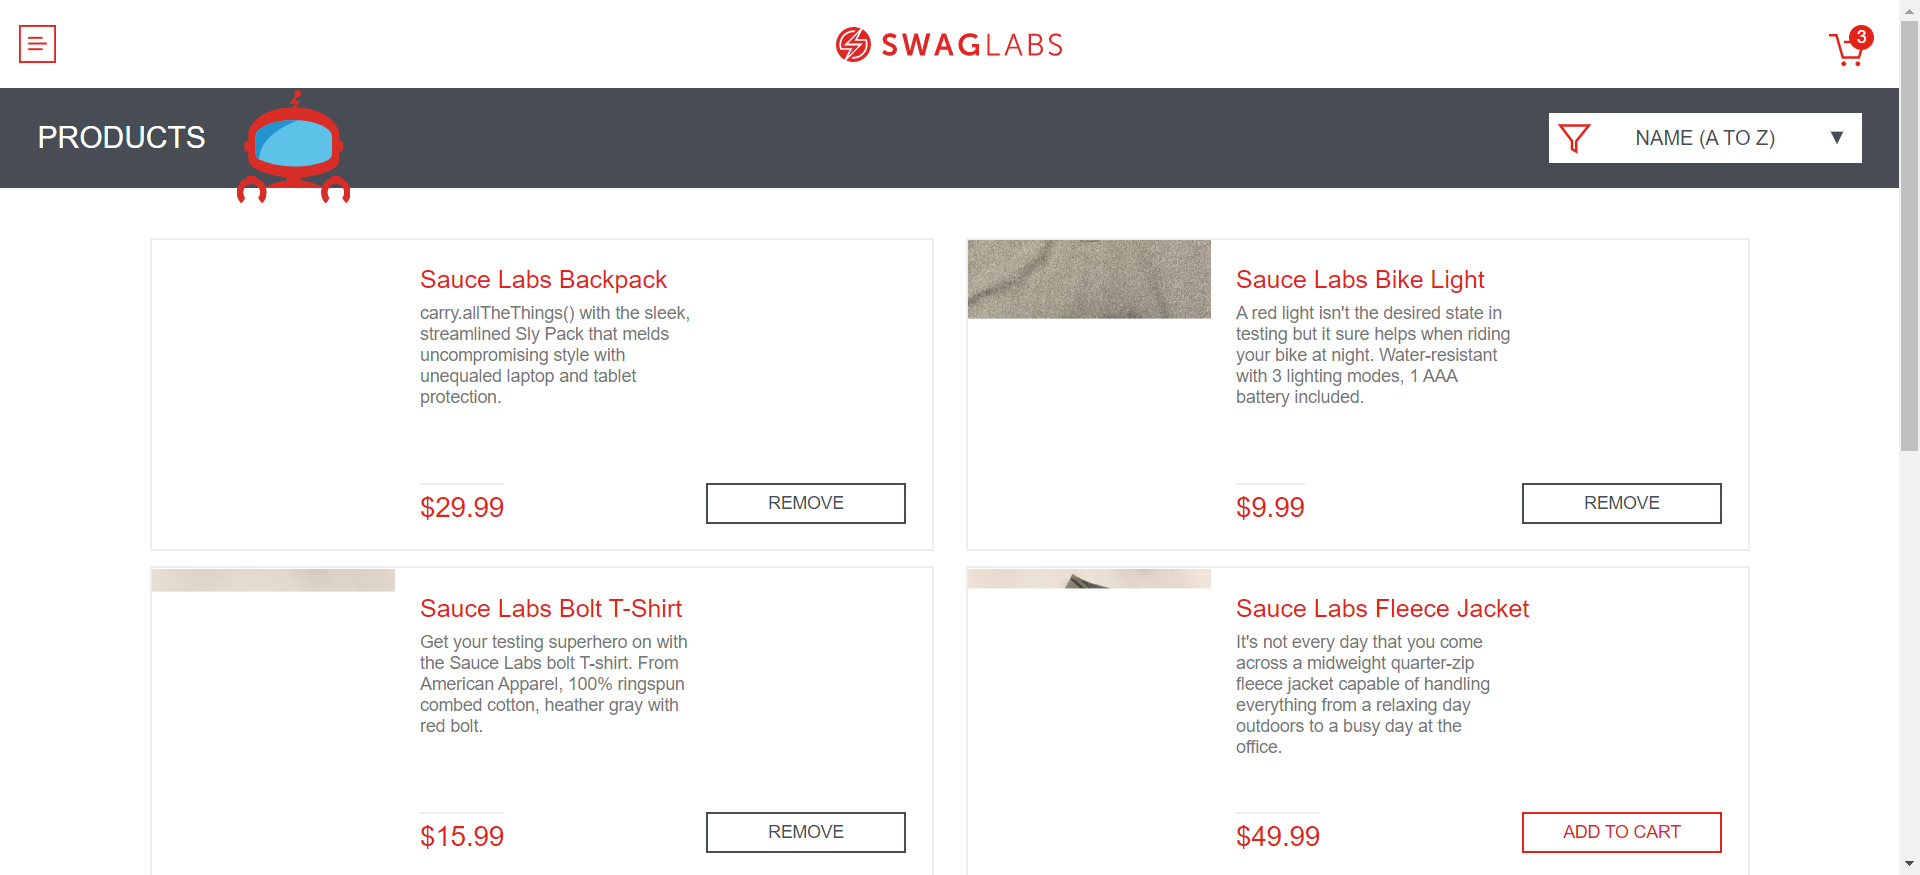 SWAGLABS
3
PRODUCTS
NAME (A TO Z)
Sauce Labs Backpack
carry.allTheThings() with the sleek,
streamlined Sly Pack that melds
uncompromising style with
unequaled laptop and tablet
protection.
$29.99
REMOVE
Sauce Labs Bike Light
A red light isn't the desired state in
testing but it sure helps when riding
your bike at night. Water-resistant
with 3 lighting modes, 1 AAA
battery included.
$9.99
REMOVE
Sauce Labs Bolt T-Shirt
Get your testing superhero on with
the Sauce Labs bolt T-shirt. From
American Apparel, 100% ringspun
combed cotton, heather gray with
red bolt.
$15.99
REMOVE
Sauce Labs Fleece Jacket
It's not every day that you come
across a midweight quarter-zip
fleece jacket capable of handling
everything from a relaxing day
outdoors to a busy day at the
office.
$49.99
ADD TO CART